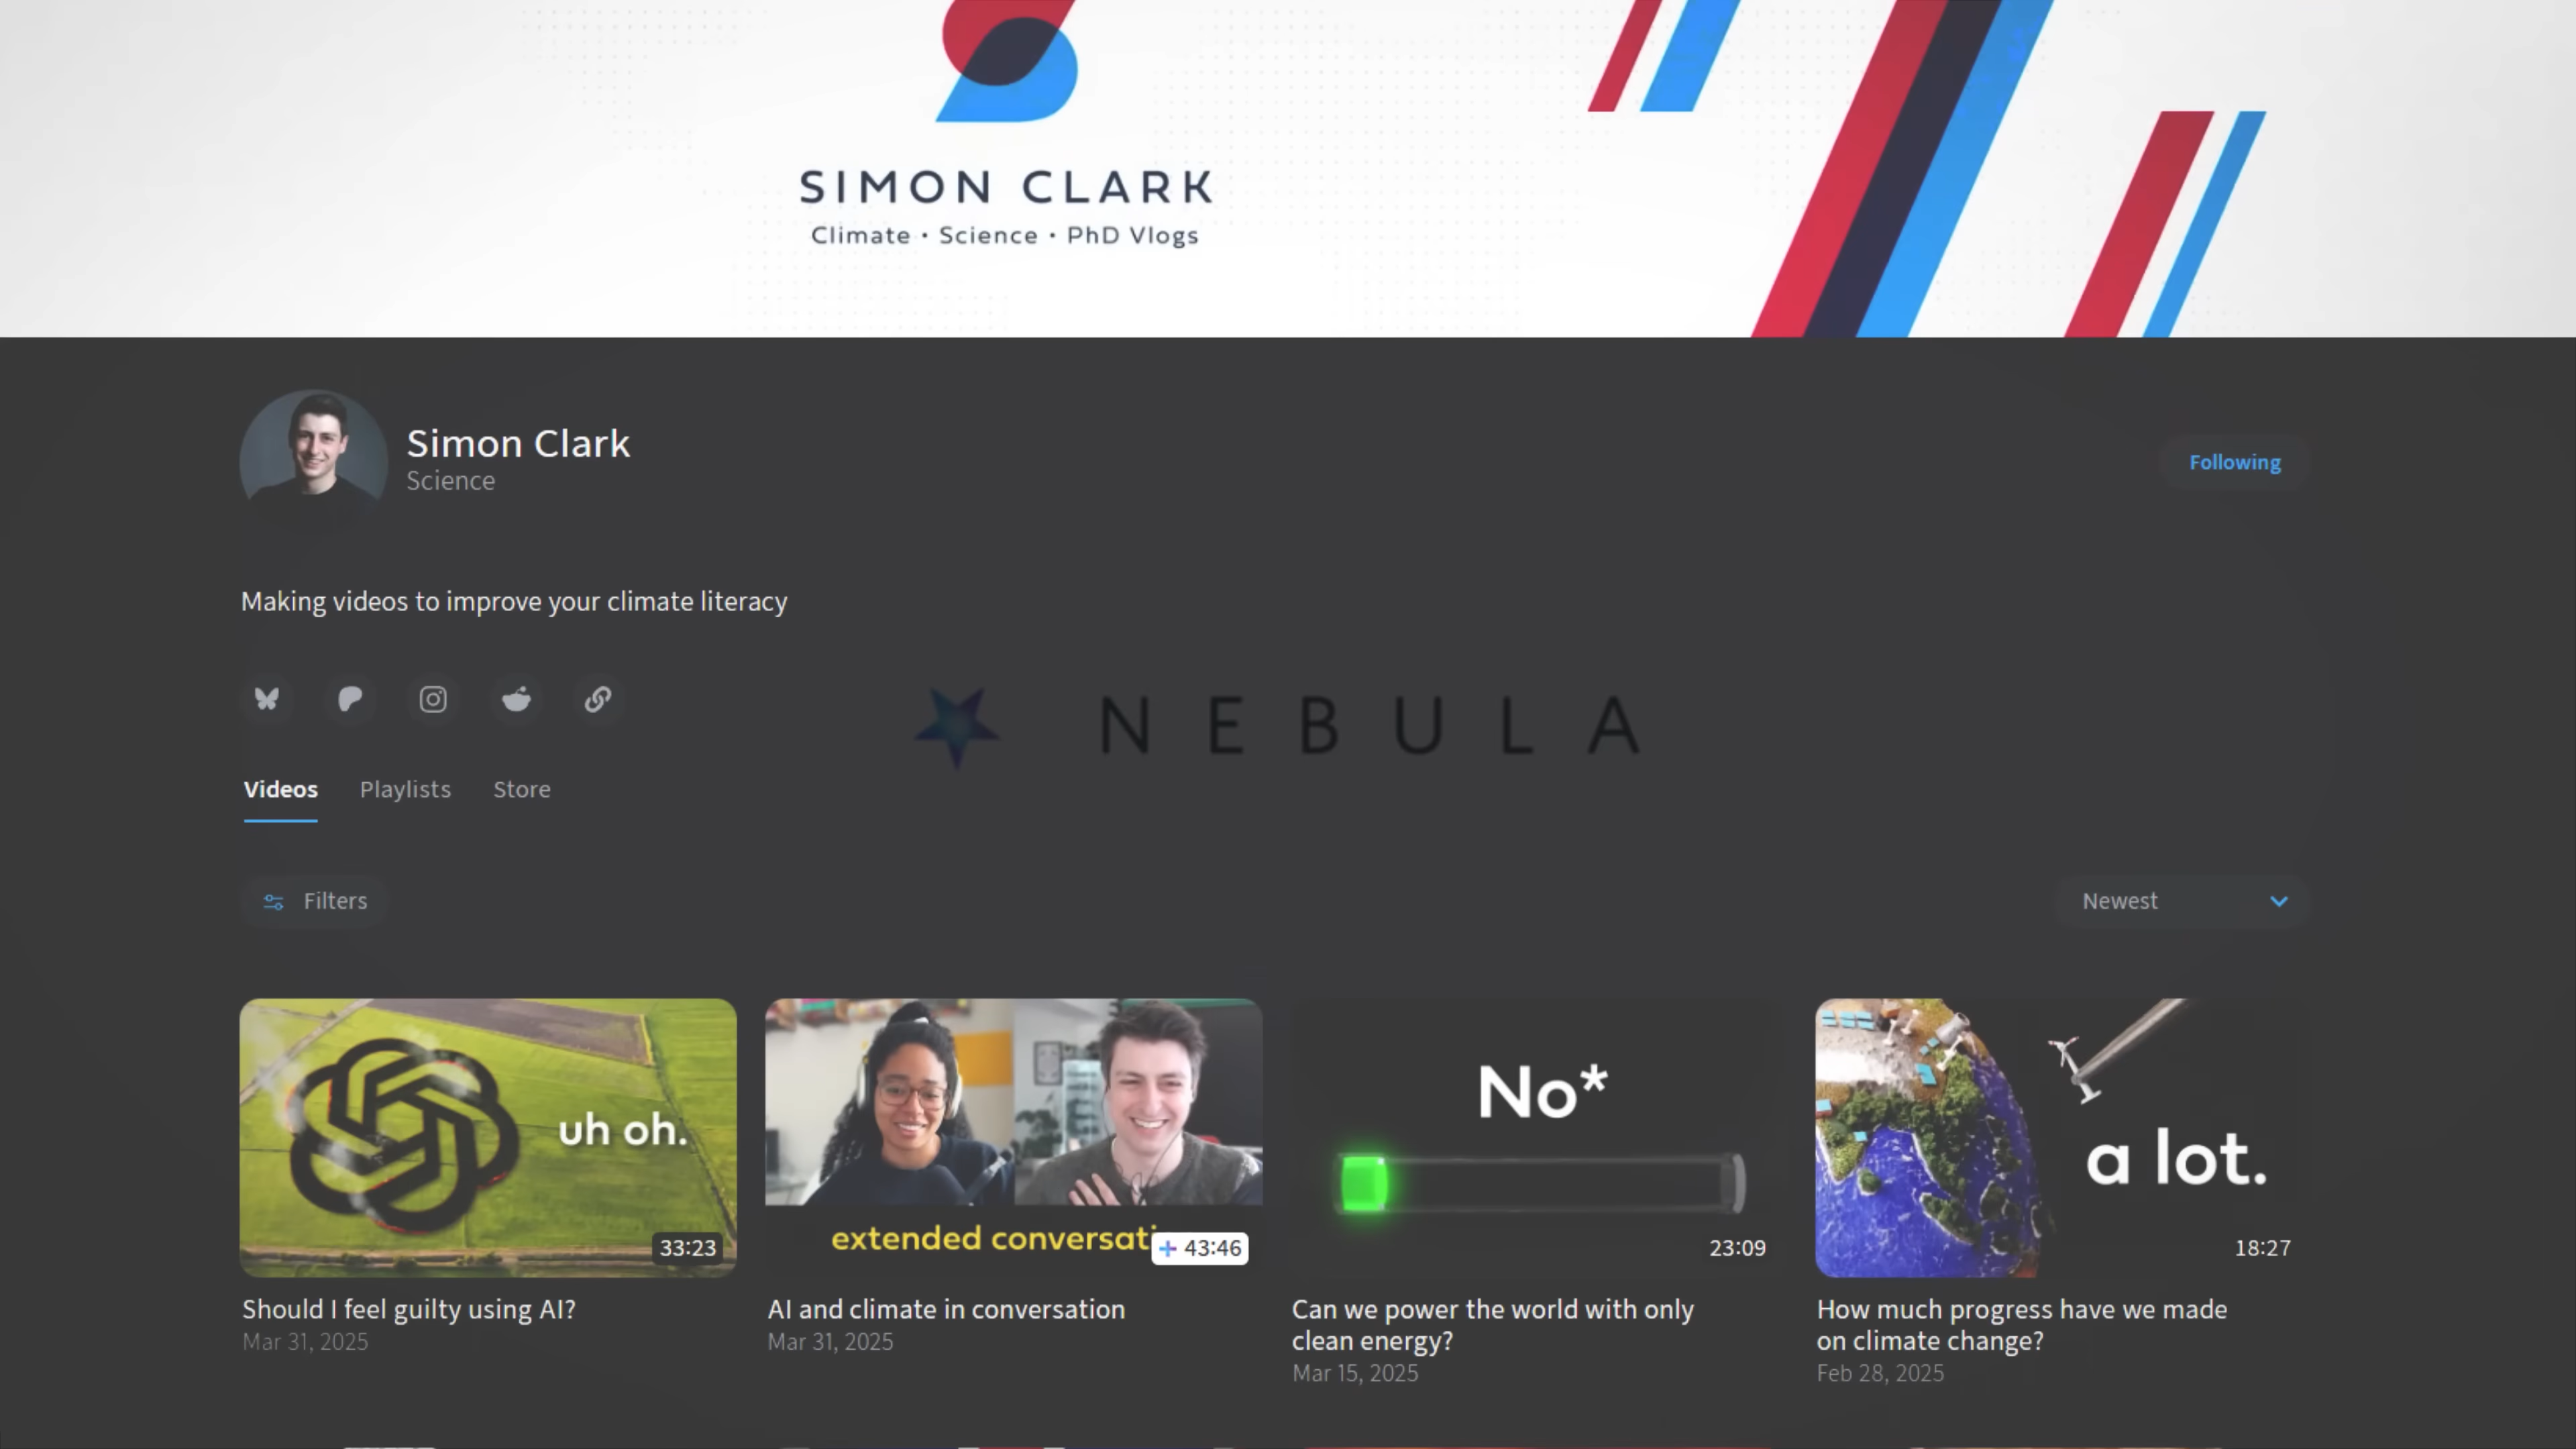 SIMON CLARK
Climate • Science • PhD Vlogs
Simon Clark
Science
Following
Making videos to improve your climate literacy
NEBULA
Videos Playlists Store
Filters
Newest
uh oh.
33:23
extended conversati
+ 43:46
No*
23:09
a lot.
18:27
Should I feel guilty using AI?
Mar 31, 2025
AI and climate in conversation
Mar 31, 2025
Can we power the world with only
clean energy?
Mar 15, 2025
How much progress have we made
on climate change?
Feb 28, 2025